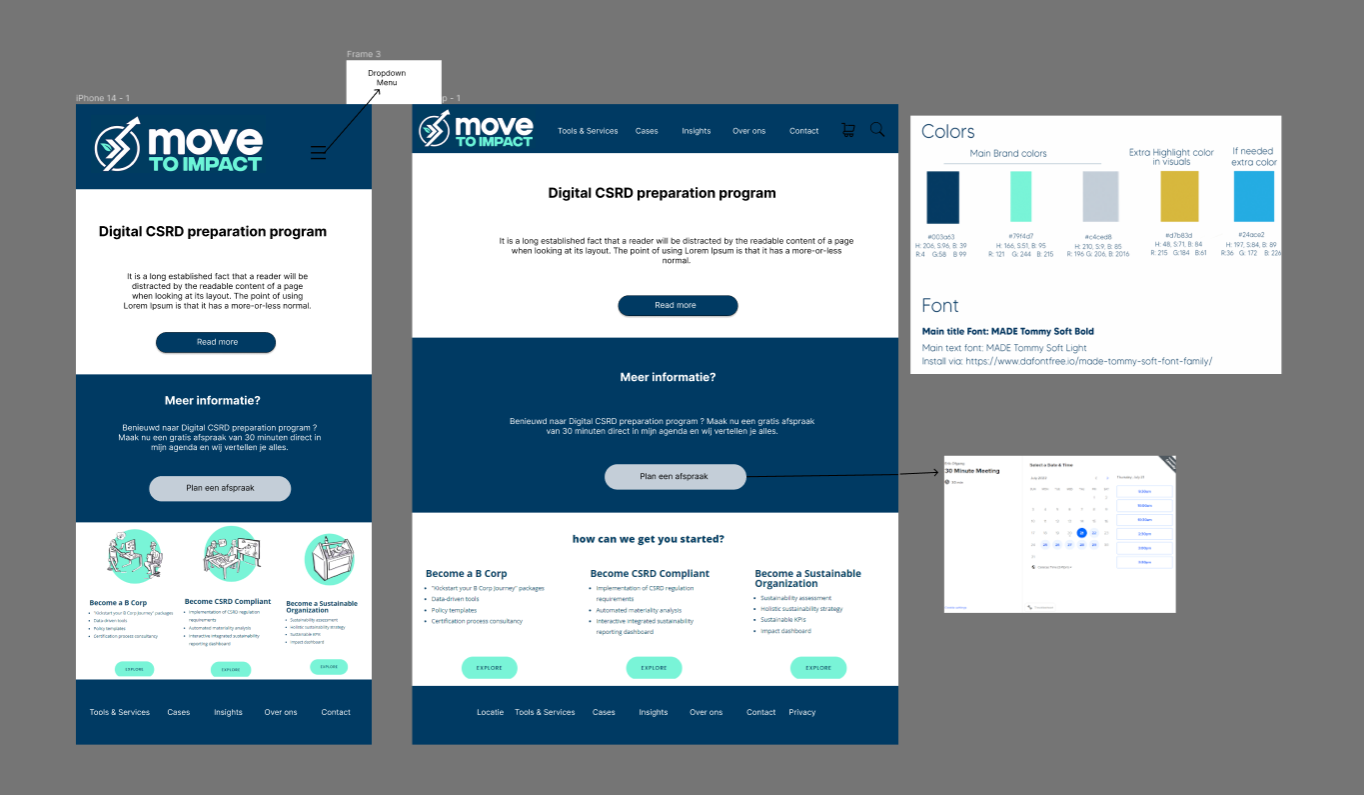 Frame 3
Dropdown
Menu
iPhone 14 - 1
move
TO IMPACT
Digital CSRD preparation program
It is a long established fact that a reader will be
distracted by the readable content of a page
when looking at its layout. The point of using
Lorem Ipsum is that it has a more-or-less normal.
Read more
Meer informatie?
Benieuwd naar Digital CSRD preparation program ?
Maak nu een gratis afspraak van 30 minuten direct in
mijn agenda en wij vertellen je alles.
Plan een afspraak
Become a B Corp
"Kickstart your B Corp Journey" packages
Data-driven tools
Policy templates
Certification process consultancy
EXPLORE
Become CSRD Compliant
Implementation of CSRD regulation
requirements
Automated materiality analysis
Interactive integrated sustainability
reporting dashboard
EXPLORE
Become a Sustainable
Organization
Sustainability assessment
Holistic sustainability strategy
Sustainable KPIs
Impact dashboard
EXPLORE
Tools & Services Cases Insights Over ons Contact
p - 1
move
TO IMPACT
Tools & Services Cases Insights Over ons Contact
Digital CSRD preparation program
It is a long established fact that a reader will be distracted by the readable content of a page
when looking at its layout. The point of using Lorem Ipsum is that it has a more-or-less
normal.
Read more
Meer informatie?
Benieuwd naar Digital CSRD preparation program ? Maak nu een gratis afspraak
van 30 minuten direct in mijn agenda en wij vertellen je alles.
Plan een afspraak
how can we get you started?
Become a B Corp
"Kickstart your B Corp Journey" packages
Data-driven tools
Policy templates
Certification process consultancy
EXPLORE
Become CSRD Compliant
Implementation of CSRD regulation
requirements
Automated materiality analysis
Interactive integrated sustainability
reporting dashboard
EXPLORE
Become a Sustainable
Organization
Sustainability assessment
Holistic sustainability strategy
Sustainable KPIs
Impact dashboard
EXPLORE
Locatie Tools & Services Cases Insights Over ons Contact Privacy
Colors
Main Brand colors
Extra Highlight color
in visuals
If needed
extra color
#003a63
H: 206, S:96, B: 39
R:4 G:58 B 99
#79f4d7
H: 166, S:51, B: 95
R: 121 G: 244 B: 215
#c4ced8
H: 210, S:9, B: 85
R: 196 G: 206, B: 2016
#d7b83d
H: 48, S:71, B: 84
R: 215 G:184 B:61
#24ace2
H: 197, S:84, B: 89
R:36 G: 172 B: 226
Font
Main title Font: MADE Tommy Soft Bold
Main text font: MADE Tommy Soft Light
Install via: https://www.dafontfree.io/made-tommy-soft-font-family/
30 Minute Meeting
Select a Date & Time